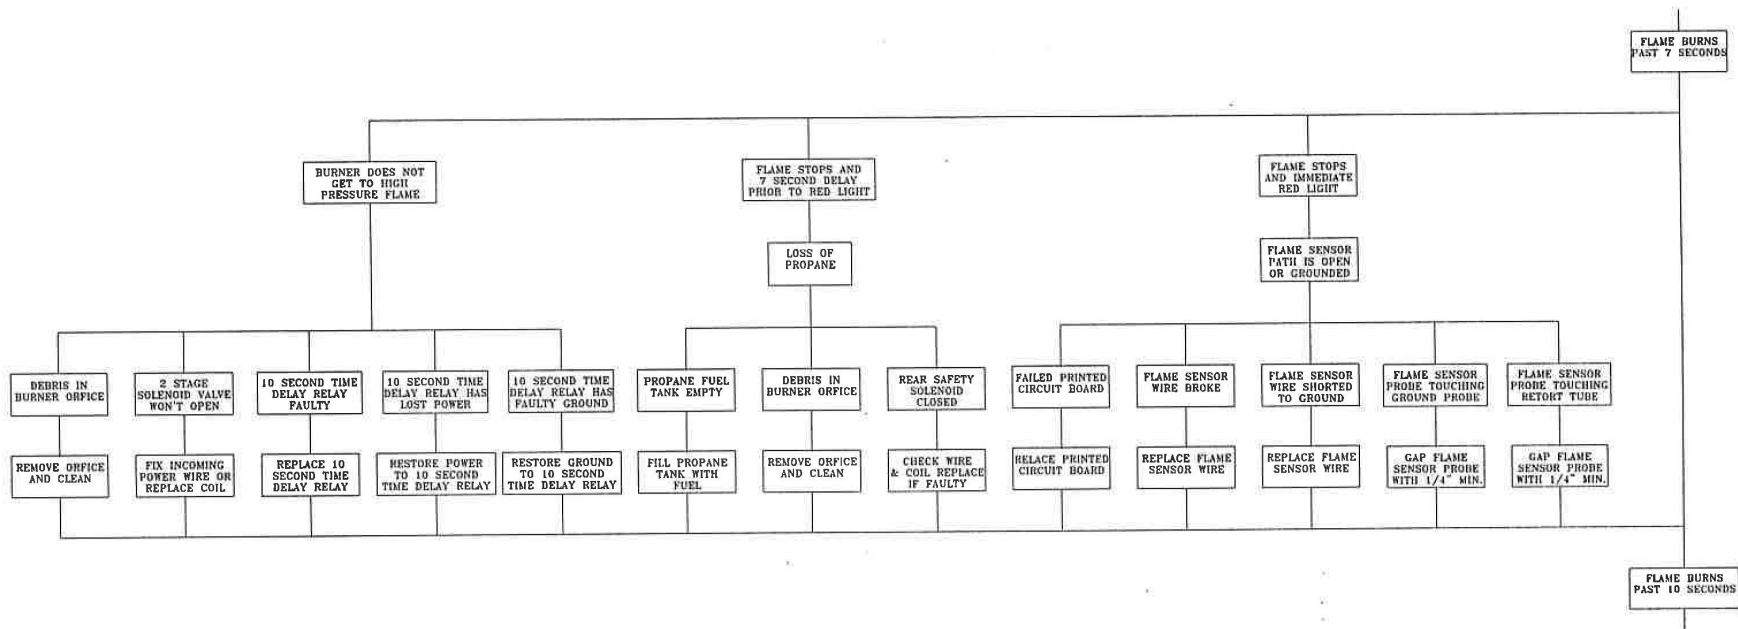 FLAME BURNS
PAST 7 SECONDS
BURNER DOES NOT
GET TO HIGH
PRESSURE FLAME
FLAME STOPS AND
7 SECOND DELAY
PRIOR TO RED LIGHT
FLAME STOPS
AND IMMEDIATE
RED LIGHT
LOSS OF
PROPANE
FLAME SENSOR
PATH IS OPEN
OR GROUNDED
DEBRIS IN
BURNER ORFICE
2 STAGE
SOLENOID VALVE
WON'T OPEN
10 SECOND TIME
DELAY RELAY
FAULTY
10 SECOND TIME
DELAY RELAY HAS
LOST POWER
10 SECOND TIME
DELAY RELAY HAS
FAULTY GROUND
PROPANE FUEL
TANK EMPTY
DEBRIS IN
BURNER ORFICE
REAR SAFETY
SOLENOID
CLOSED
FAILED PRINTED
CIRCUIT BOARD
FLAME SENSOR
WIRE BROKE
FLAME SENSOR
WIRE SHORTED
TO GROUND
FLAME SENSOR
PROBE TOUCHING
GROUND PROBE
FLAME SENSOR
PROBE TOUCHING
RETORT TUBE
REMOVE ORFICE
AND CLEAN
FIX INCOMING
POWER WIRE OR
REPLACE COIL
REPLACE 10
SECOND TIME
DELAY RELAY
RESTORE POWER
TO 10 SECOND
TIME DELAY RELAY
RESTORE GROUND
TO 10 SECOND
TIME DELAY RELAY
FILL PROPANE
TANK WITH
FUEL
REMOVE ORFICE
AND CLEAN
CHECK WIRE
& COIL REPLACE
IF FAULTY
RELACE PRINTED
CIRCUIT BOARD
REPLACE FLAME
SENSOR WIRE
REPLACE FLAME
SENSOR WIRE
GAP FLAME
SENSOR PROBE
WITH 1/4" MIN.
GAP FLAME
SENSOR PROBE
WITH 1/4" MIN.
FLAME BURNS
PAST 10 SECONDS